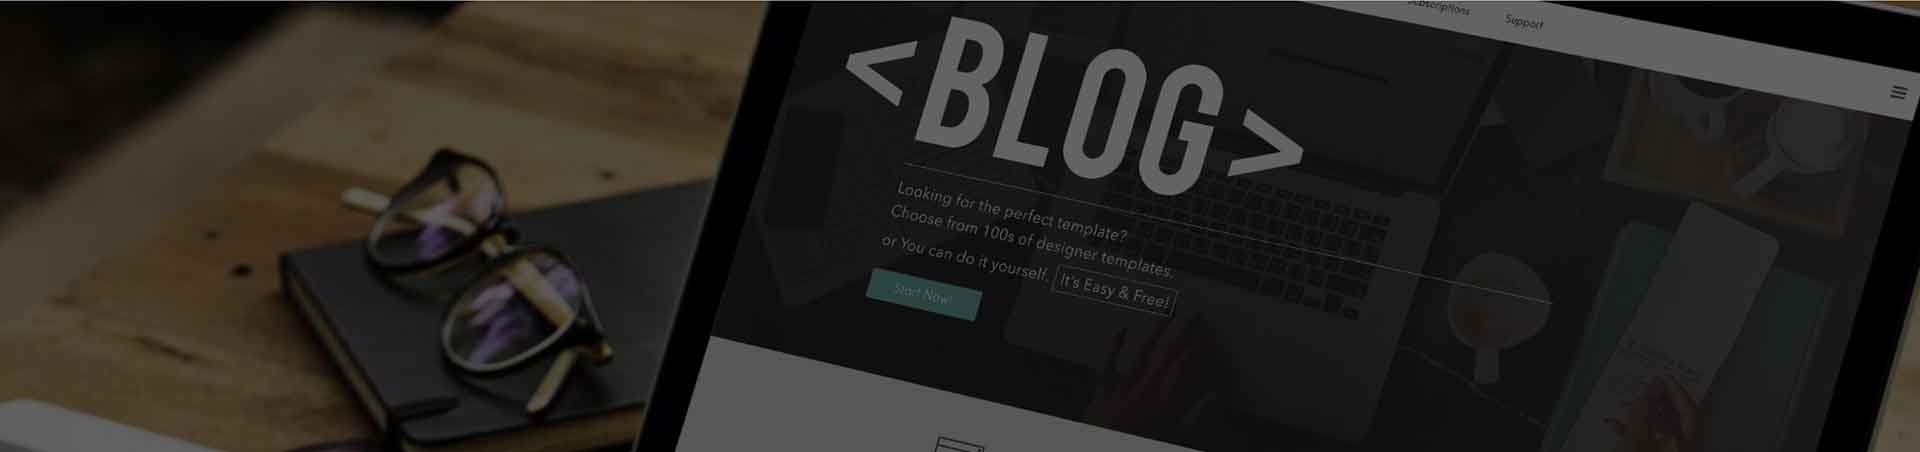 Subscriptions Support
<BLOG>
Looking for the perfect template?
Choose from 100s of designer templates.
or You can do it yourself. It's Easy & Free!
Start Now!